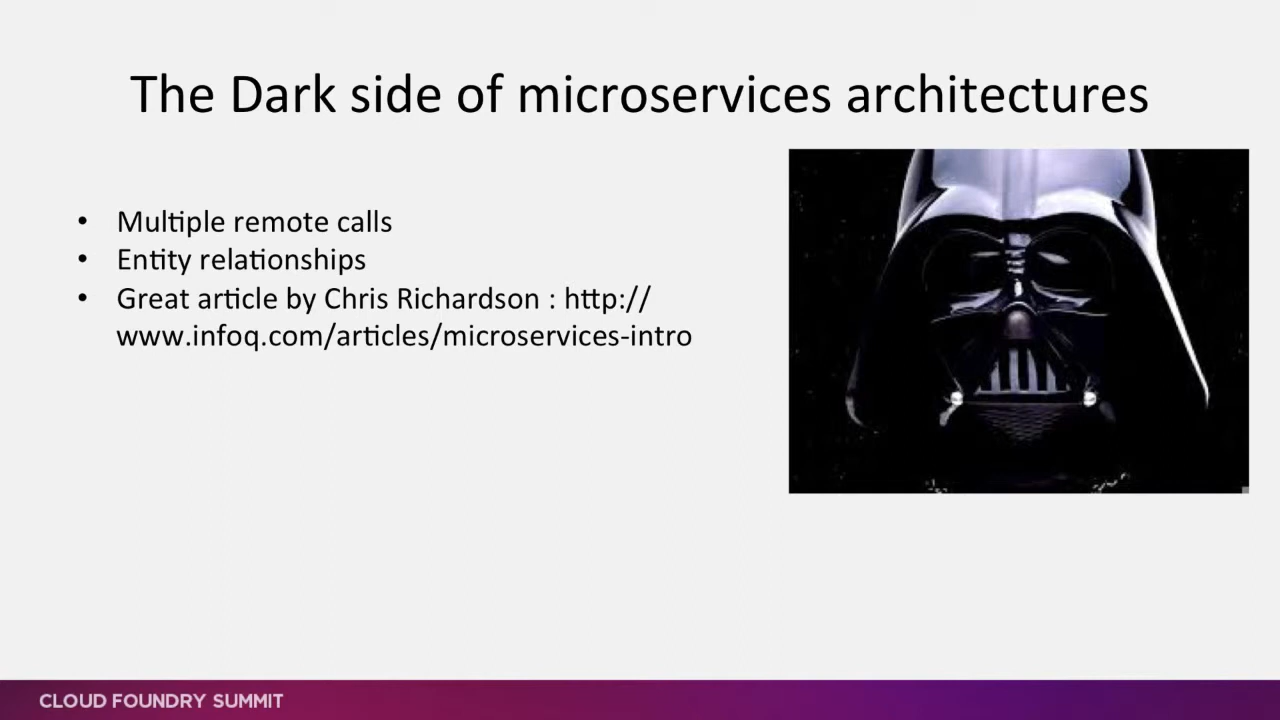 The Dark side of microservices architectures
• Multiple remote calls
• Entity relationships
• Great article by Chris Richardson : http://
www.infoq.com/articles/microservices-intro
CLOUD FOUNDRY SUMMIT